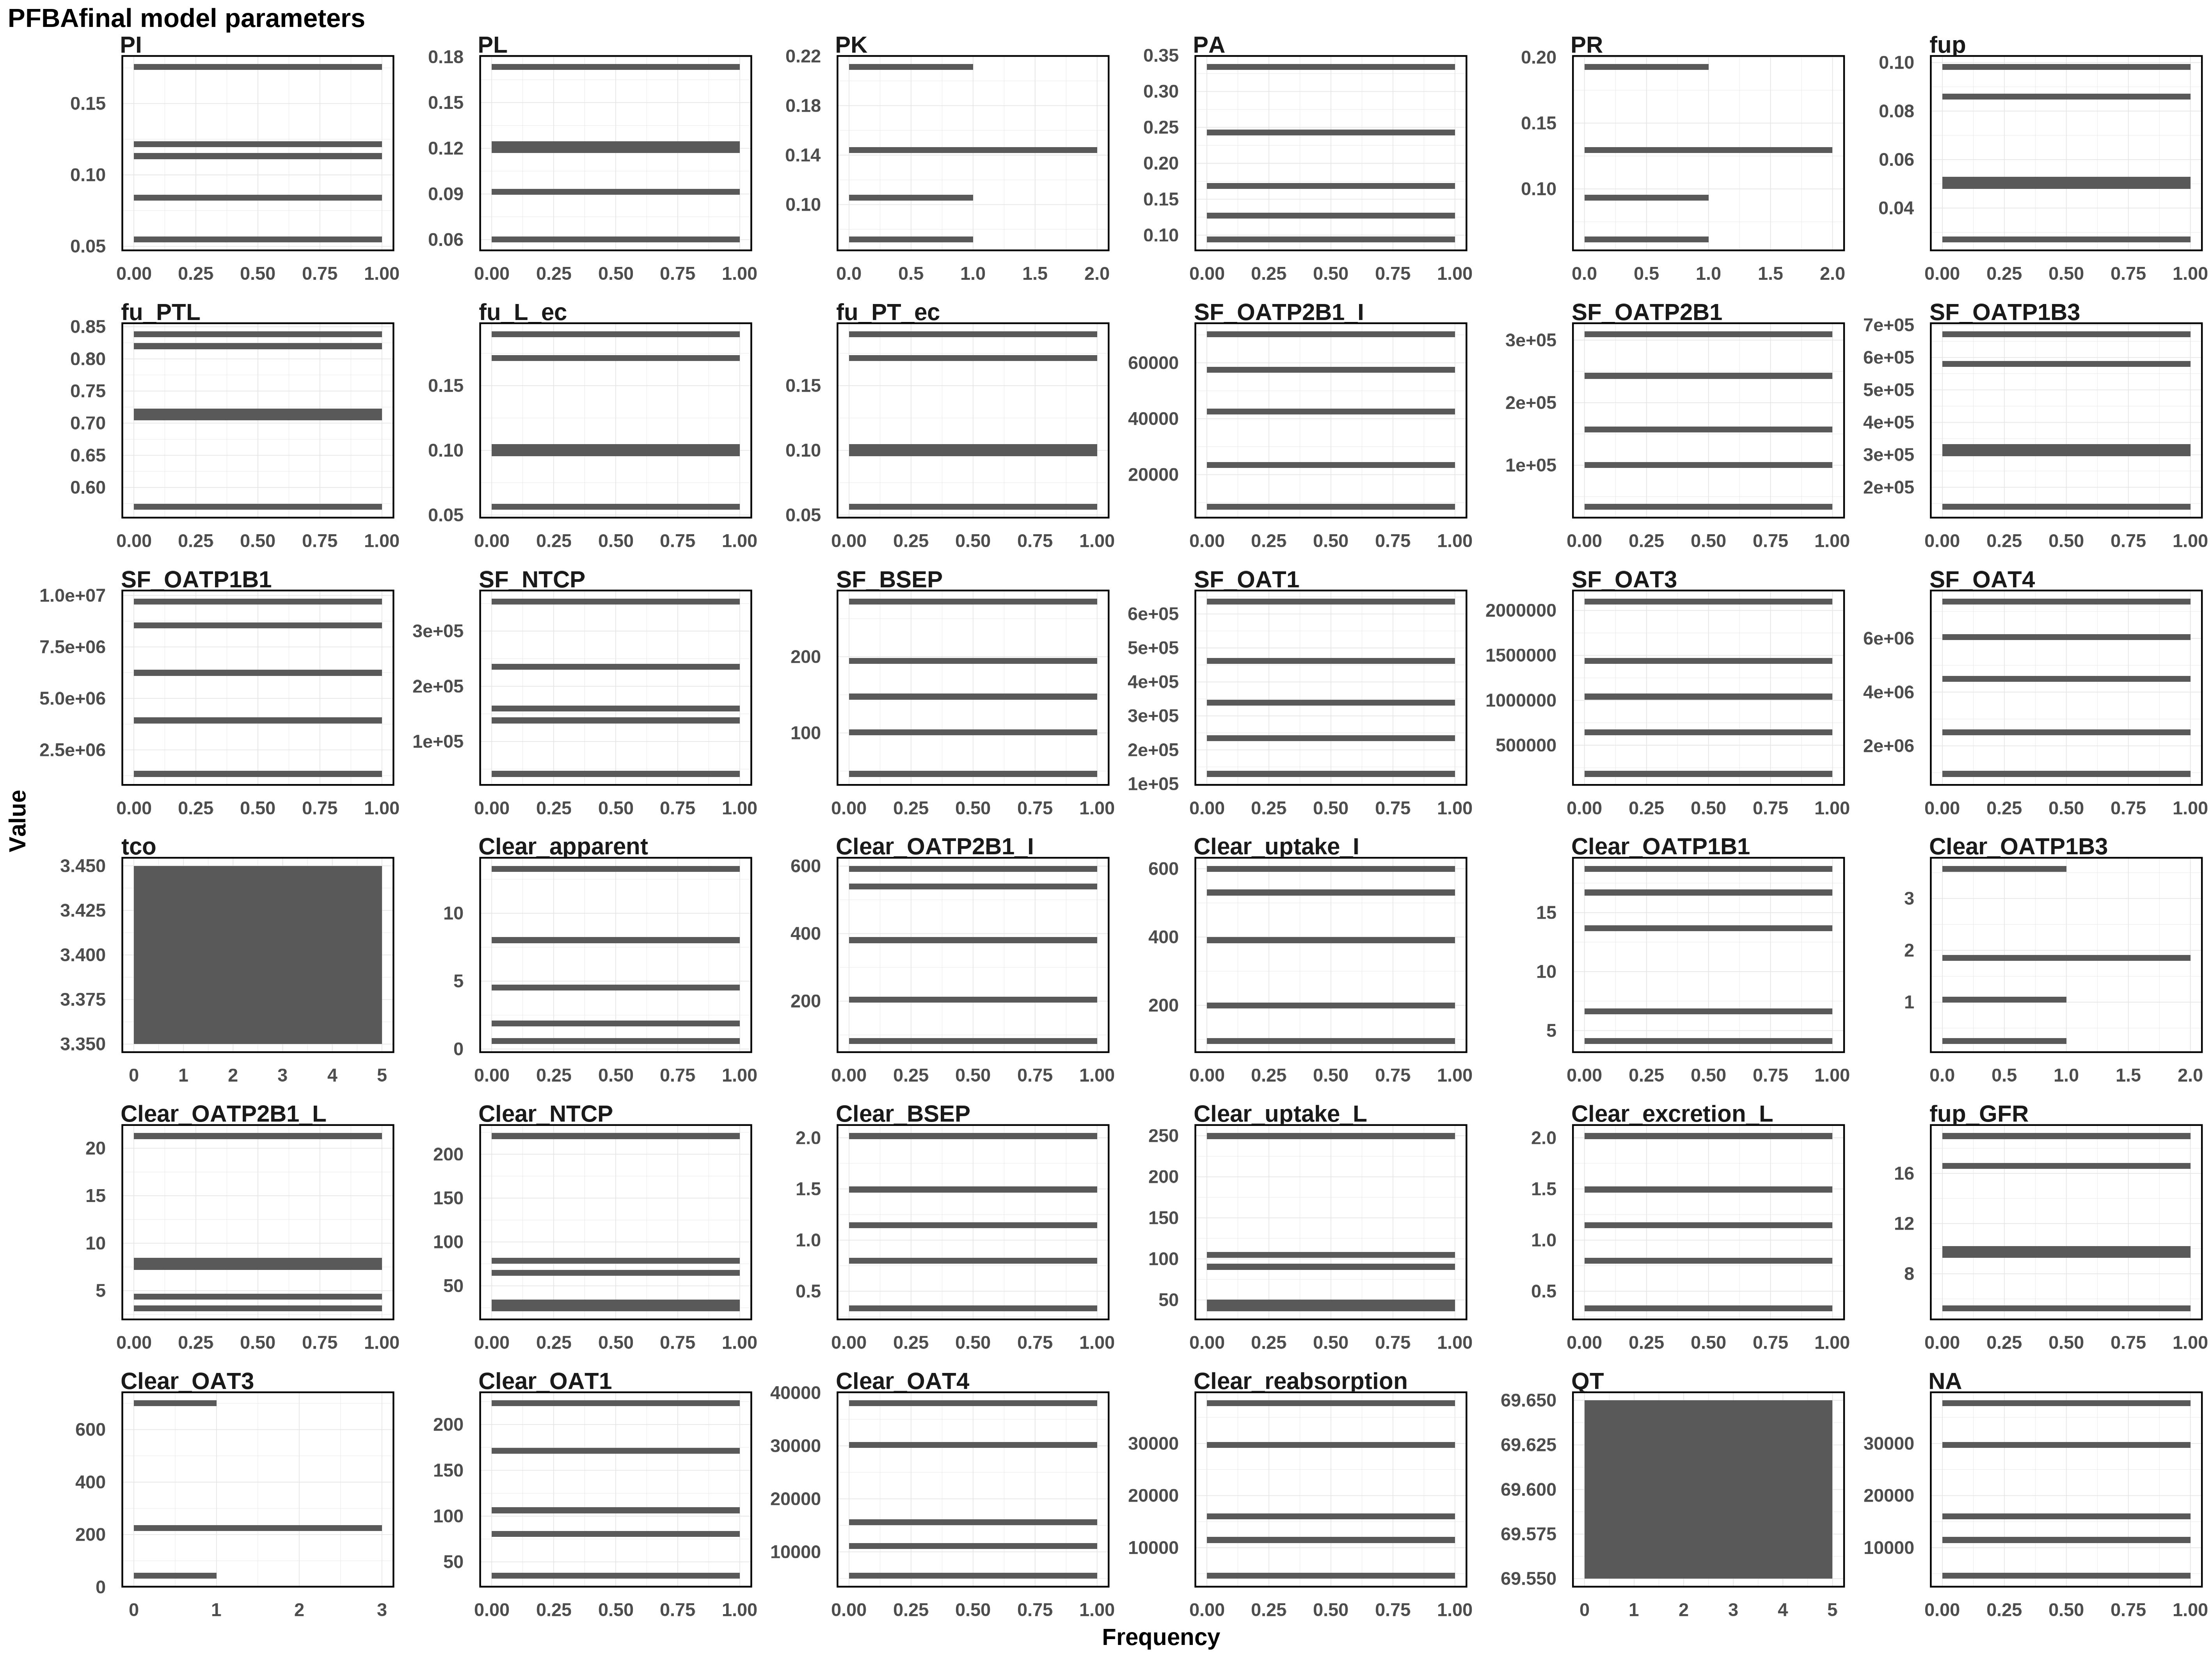 PFBAfinal model parameters
PI PL PK PA PR fup
0.15 0.10 0.05
0.18 0.15 0.12 0.09 0.06
0.22 0.18 0.14 0.10
0.35 0.30 0.25 0.20 0.15 0.10
0.20 0.15 0.10
0.10 0.08 0.06 0.04
0.00 0.25 0.50 0.75 1.00
0.00 0.25 0.50 0.75 1.00
0.0 0.5 1.0 1.5 2.0
0.00 0.25 0.50 0.75 1.00
0.0 0.5 1.0 1.5 2.0
0.00 0.25 0.50 0.75 1.00
fu_PTL fu_L_ec fu_PT_ec SF_OATP2B1_I SF_OATP2B1 SF_OATP1B3
0.85 0.80 0.75 0.70 0.65 0.60
0.15 0.10 0.05
0.15 0.10 0.05
60000 40000 20000
3e+05 2e+05 1e+05
7e+05 6e+05 5e+05 4e+05 3e+05 2e+05
0.00 0.25 0.50 0.75 1.00
0.00 0.25 0.50 0.75 1.00
0.00 0.25 0.50 0.75 1.00
0.00 0.25 0.50 0.75 1.00
0.00 0.25 0.50 0.75 1.00
0.00 0.25 0.50 0.75 1.00
SF_OATP1B1 SF_NTCP SF_BSEP SF_OAT1 SF_OAT3 SF_OAT4
1.0e+07 7.5e+06 5.0e+06 2.5e+06
3e+05 2e+05 1e+05
200 100
6e+05 5e+05 4e+05 3e+05 2e+05 1e+05
2000000 1500000 1000000 500000
6e+06 4e+06 2e+06
0.00 0.25 0.50 0.75 1.00
0.00 0.25 0.50 0.75 1.00
0.00 0.25 0.50 0.75 1.00
0.00 0.25 0.50 0.75 1.00
0.00 0.25 0.50 0.75 1.00
0.00 0.25 0.50 0.75 1.00
Value
tco Clear_apparent Clear_OATP2B1_I Clear_uptake_I Clear_OATP1B1 Clear_OATP1B3
3.450 3.425 3.400 3.375 3.350
10 5 0
600 400 200
600 400 200
15 10 5
3 2 1
0 1 2 3 4 5
0.00 0.25 0.50 0.75 1.00
0.00 0.25 0.50 0.75 1.00
0.00 0.25 0.50 0.75 1.00
0.00 0.25 0.50 0.75 1.00
0.0 0.5 1.0 1.5 2.0
Clear_OATP2B1_L Clear_NTCP Clear_BSEP Clear_uptake_L Clear_excretion_L fup_GFR
20 15 10 5
200 150 100 50
2.0 1.5 1.0 0.5
250 200 150 100 50
2.0 1.5 1.0 0.5
16 12 8
0.00 0.25 0.50 0.75 1.00
0.00 0.25 0.50 0.75 1.00
0.00 0.25 0.50 0.75 1.00
0.00 0.25 0.50 0.75 1.00
0.00 0.25 0.50 0.75 1.00
0.00 0.25 0.50 0.75 1.00
Clear_OAT3 Clear_OAT1 Clear_OAT4 Clear_reabsorption QT NA
600 400 200 0
200 150 100 50
40000 30000 20000 10000
30000 20000 10000
69.650 69.625 69.600 69.575 69.550
30000 20000 10000
0 1 2 3
0.00 0.25 0.50 0.75 1.00
0.00 0.25 0.50 0.75 1.00
0.00 0.25 0.50 0.75 1.00
0 1 2 3 4 5
0.00 0.25 0.50 0.75 1.00
Frequency